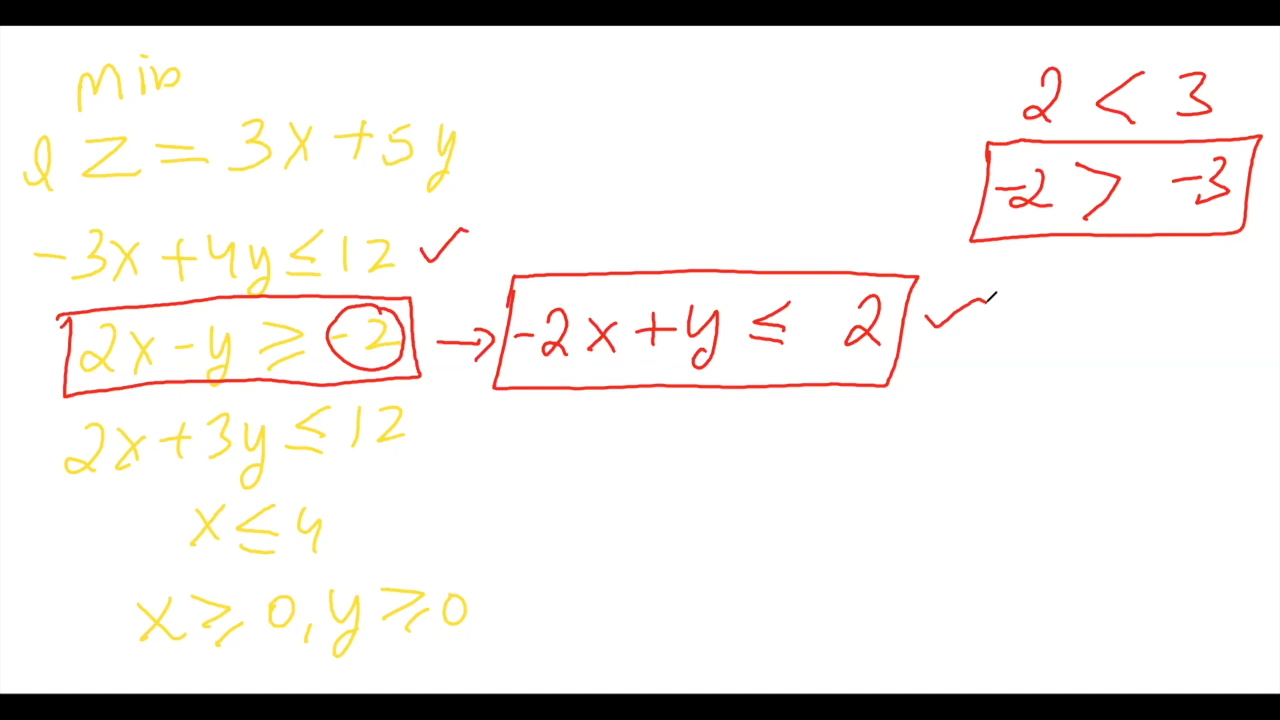 Min
Z = 3x + 5y
2 < 3
-2 > -3
-3x + 4y ≤ 12 ✓
2x - y ≥ -2 → -2x + y ≤ 2 ✓
2x + 3y ≤ 12
x ≤ 4
x ≥ 0, y ≥ 0